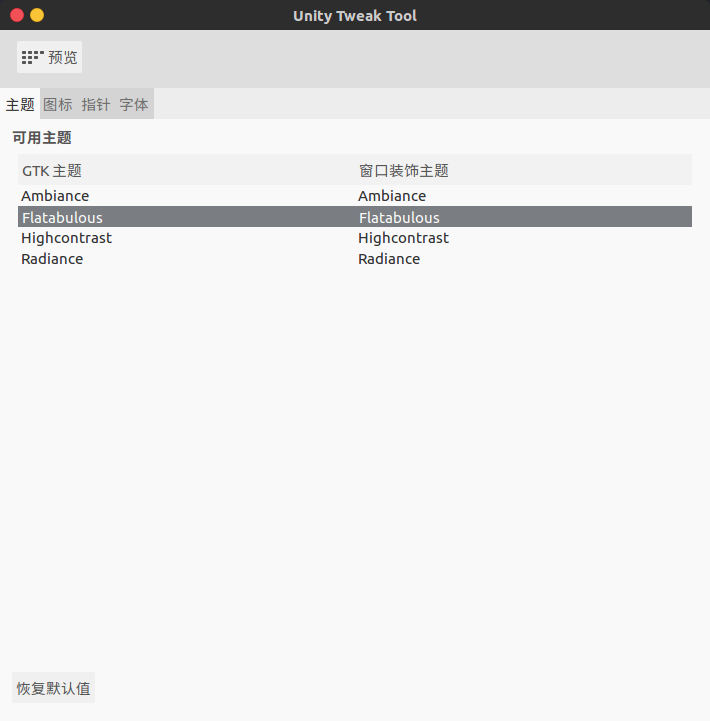 Unity Tweak Tool
预览
主题 图标 指针 字体
可用主题
GTK 主题 窗口装饰主题
Ambiance Ambiance
Flatabulous Flatabulous
Highcontrast Highcontrast
Radiance Radiance
恢复默认值